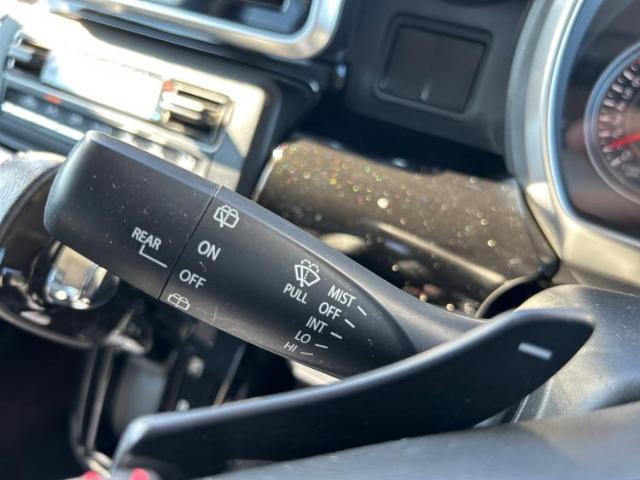 REAR
ON
OFF
PULL
MIST
OFF
INT
LO
HI